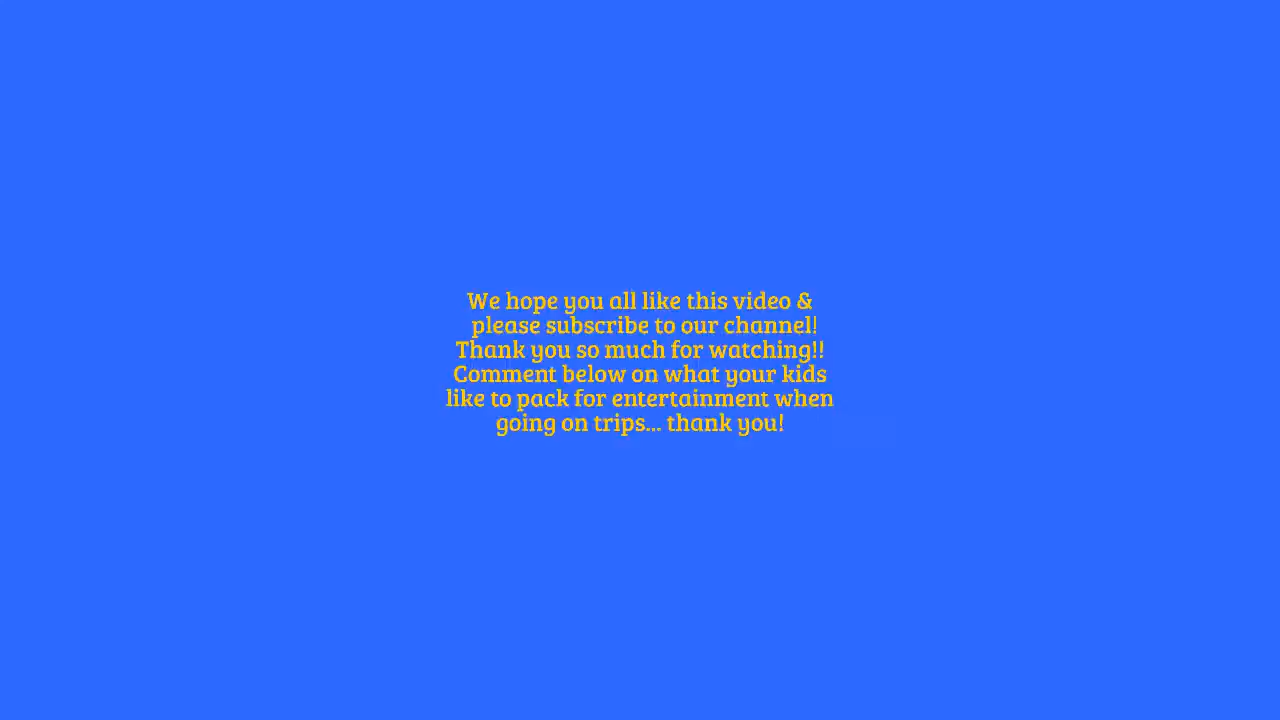 We hope you all like this video &
please subscribe to our channel!
Thank you so much for watching!!
Comment below on what your kids
like to pack for entertainment when
going on trips... thank you!